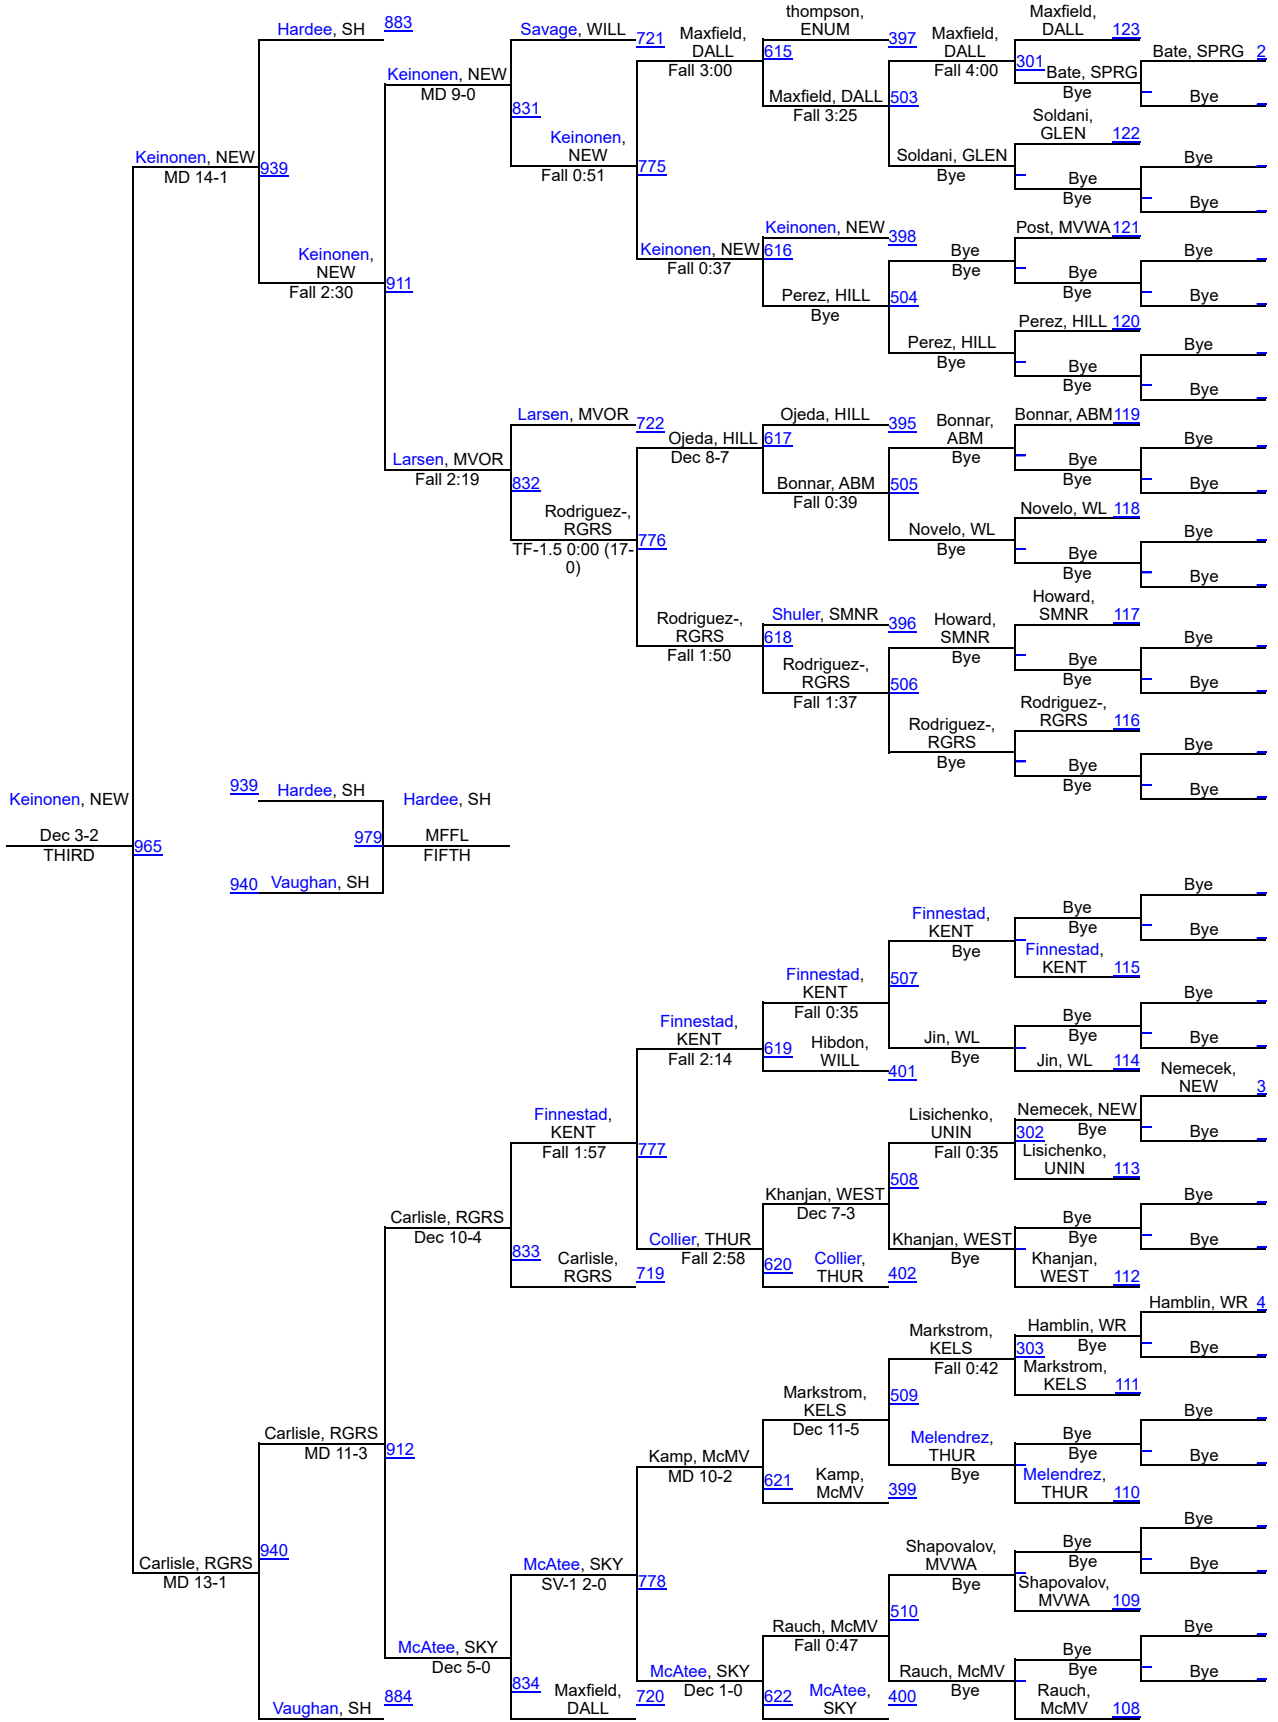 thompson,
Maxfield,
Hardee, SH 883
Savage, WILL 721
Maxfield,
DALL
ENUM 397
Maxfield,
DALL
DALL 123
Bate, SPRG 2
615
Fall 3:00
Fall 4:00
301 Bate, SPRG
Keinonen, NEW
MD 9-0
Maxfield, DALL 503
Bye
Bye
831
Fall 3:25
Soldani,
GLEN 122
Keinonen,
NEW
Fall 0:51
Keinonen, NEW
MD 14-1
939
775
Soldani, GLEN
Bye
Bye
Bye
Bye
Bye
Keinonen, NEW 398
Post, MVWA 121
Keinonen,
NEW
Fall 2:30
911
Keinonen, NEW 616
Fall 0:37
Bye
Bye
Bye
Perez, HILL 504
Bye
Bye
Bye
Bye
Perez, HILL 120
Perez, HILL
Bye
Bye
Bye
Bye
Bye
Larsen, MVOR 722
Ojeda, HILL 395
Bonnar,
ABM
Bye
Bonnar, ABM 119
Ojeda, HILL 617
Dec 8-7
Bye
Larsen, MVOR
Fall 2:19
832
Bonnar, ABM 505
Fall 0:39
Bye
Bye
Bye
Rodriguez-,
RGRS
TF-1.5 0:00 (17-
0)
776
Novelo, WL 118
Novelo, WL
Bye
Bye
Bye
Bye
Bye
Howard,
SMNR 117
Rodriguez-,
RGRS
Fall 1:50
Shuler, SMNR 396
618
Howard,
SMNR
Bye
Bye
Rodriguez-,
RGRS
Fall 1:37
506
Bye
Bye
Bye
Rodriguez-,
RGRS 116
Rodriguez-,
RGRS
Bye
Bye
Bye
Bye
Bye
Keinonen, NEW
939 Hardee, SH
Hardee, SH
Dec 3-2
THIRD
965
979
MFFL
FIFTH
940 Vaughan, SH
Bye
Finnestad,
KENT
Bye
Bye
Bye
Bye
Finnestad,
KENT 115
Finnestad,
KENT
Fall 0:35
507
Bye
Finnestad,
KENT
Fall 2:14
619
Hibdon,
WILL
401
Jin, WL
Bye
Bye
Bye
Bye
Jin, WL 114
Nemecek,
NEW 3
Finnestad,
KENT
Fall 1:57
777
Lisichenko,
UNIN
Fall 0:35
Nemecek, NEW
302 Bye
Bye
Lisichenko,
UNIN 113
Khanjan, WEST
Dec 7-3
508
Bye
Carlisle, RGRS
Dec 10-4
833
Carlisle,
RGRS 719
Collier, THUR
Fall 2:58
620 Collier,
THUR 402
Khanjan, WEST
Bye
Bye
Bye
Bye
Khanjan,
WEST 112
Hamblin, WR 4
Markstrom,
KELS
Fall 0:42
Hamblin, WR
303 Bye
Bye
Markstrom,
KELS 111
Markstrom,
KELS
Dec 11-5
509
Bye
Carlisle, RGRS
MD 11-3
912
Kamp, McMV
MD 10-2
621 Kamp,
McMV 399
Melendrez,
THUR
Bye
Bye
Bye
Bye
Melendrez,
THUR 110
Bye
Carlisle, RGRS
MD 13-1
940
McAtee, SKY
SV-1 2-0
778
Shapovalov,
MVWA
Bye
Bye
Bye
Bye
Shapovalov,
MVWA 109
Rauch, McMV
Fall 0:47
510
Bye
McAtee, SKY
Dec 5-0
834 Maxfield,
DALL 720
McAtee, SKY
Dec 1-0
622 McAtee,
SKY 400
Rauch, McMV
Bye
Bye
Bye
Bye
Rauch,
McMV 108
Vaughan, SH 884